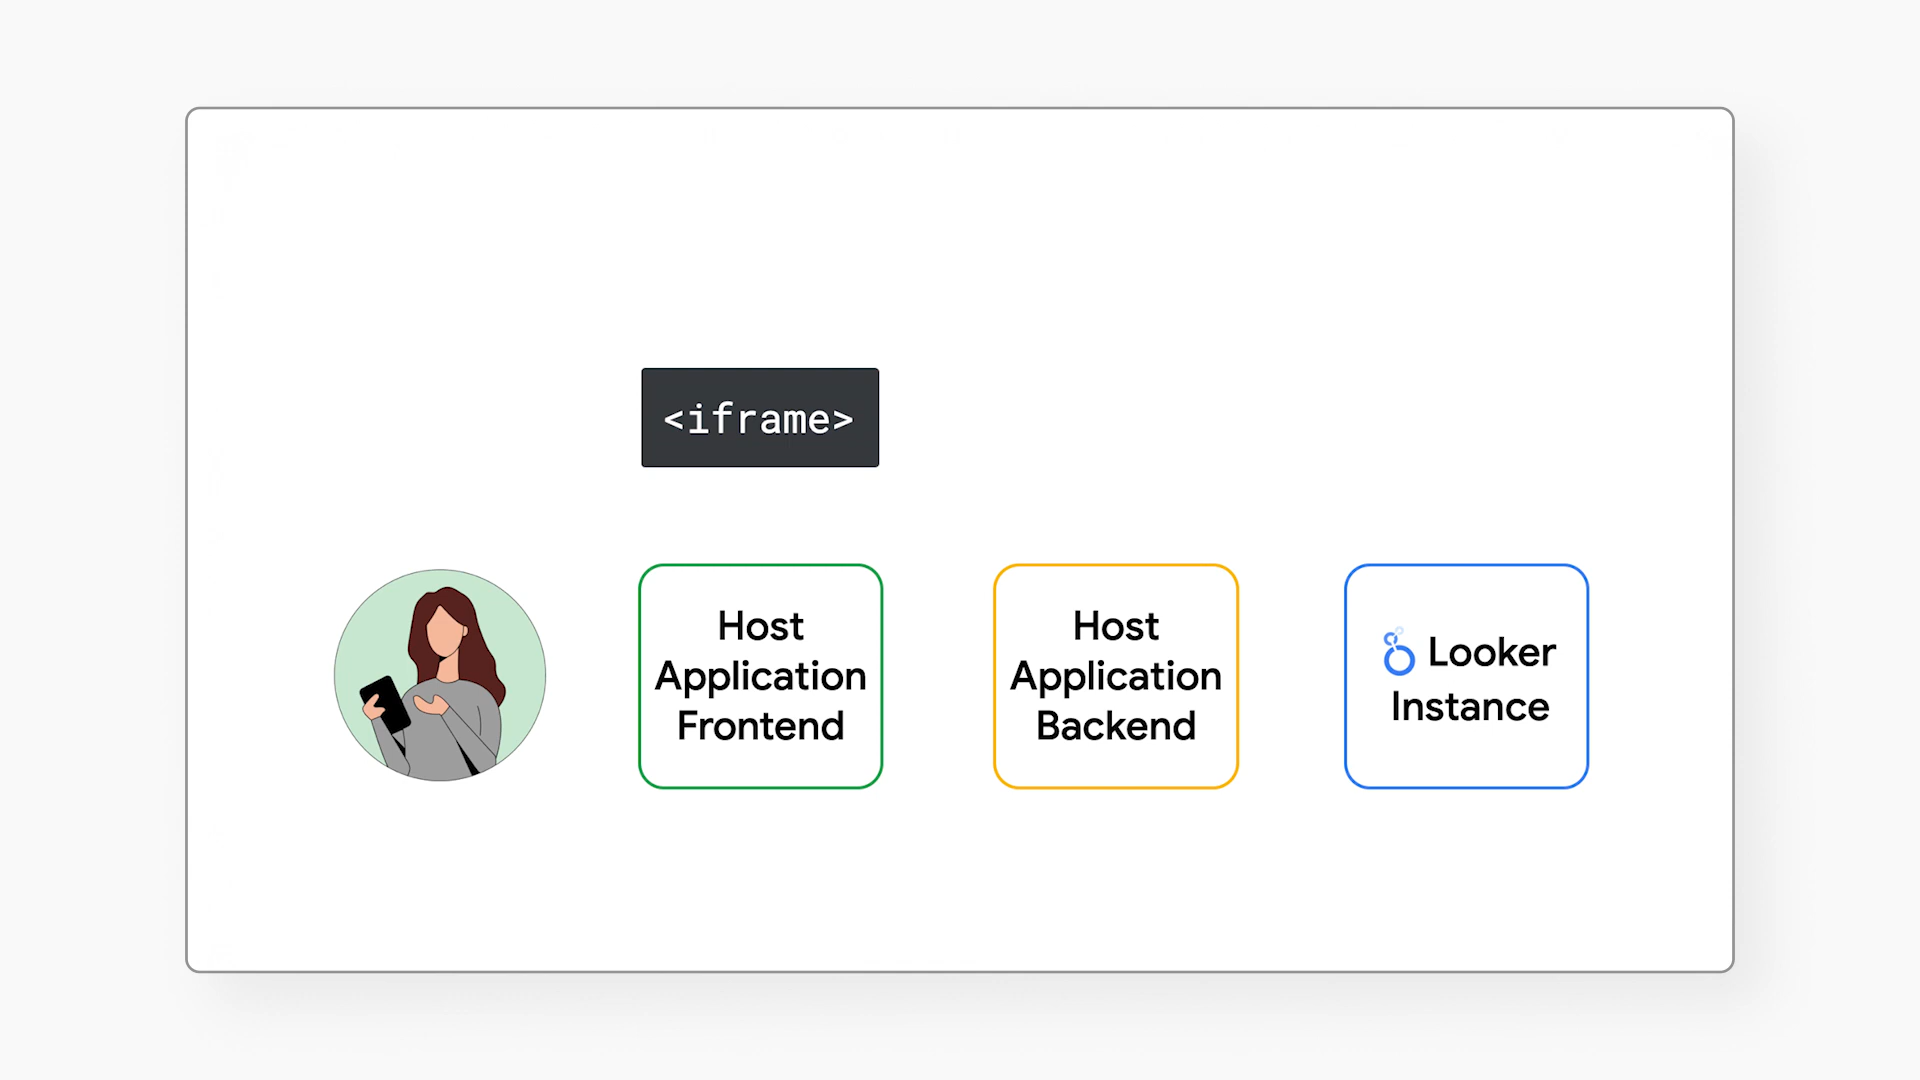 <iframe>
Host
Application
Frontend
Host
Application
Backend
Looker
Instance